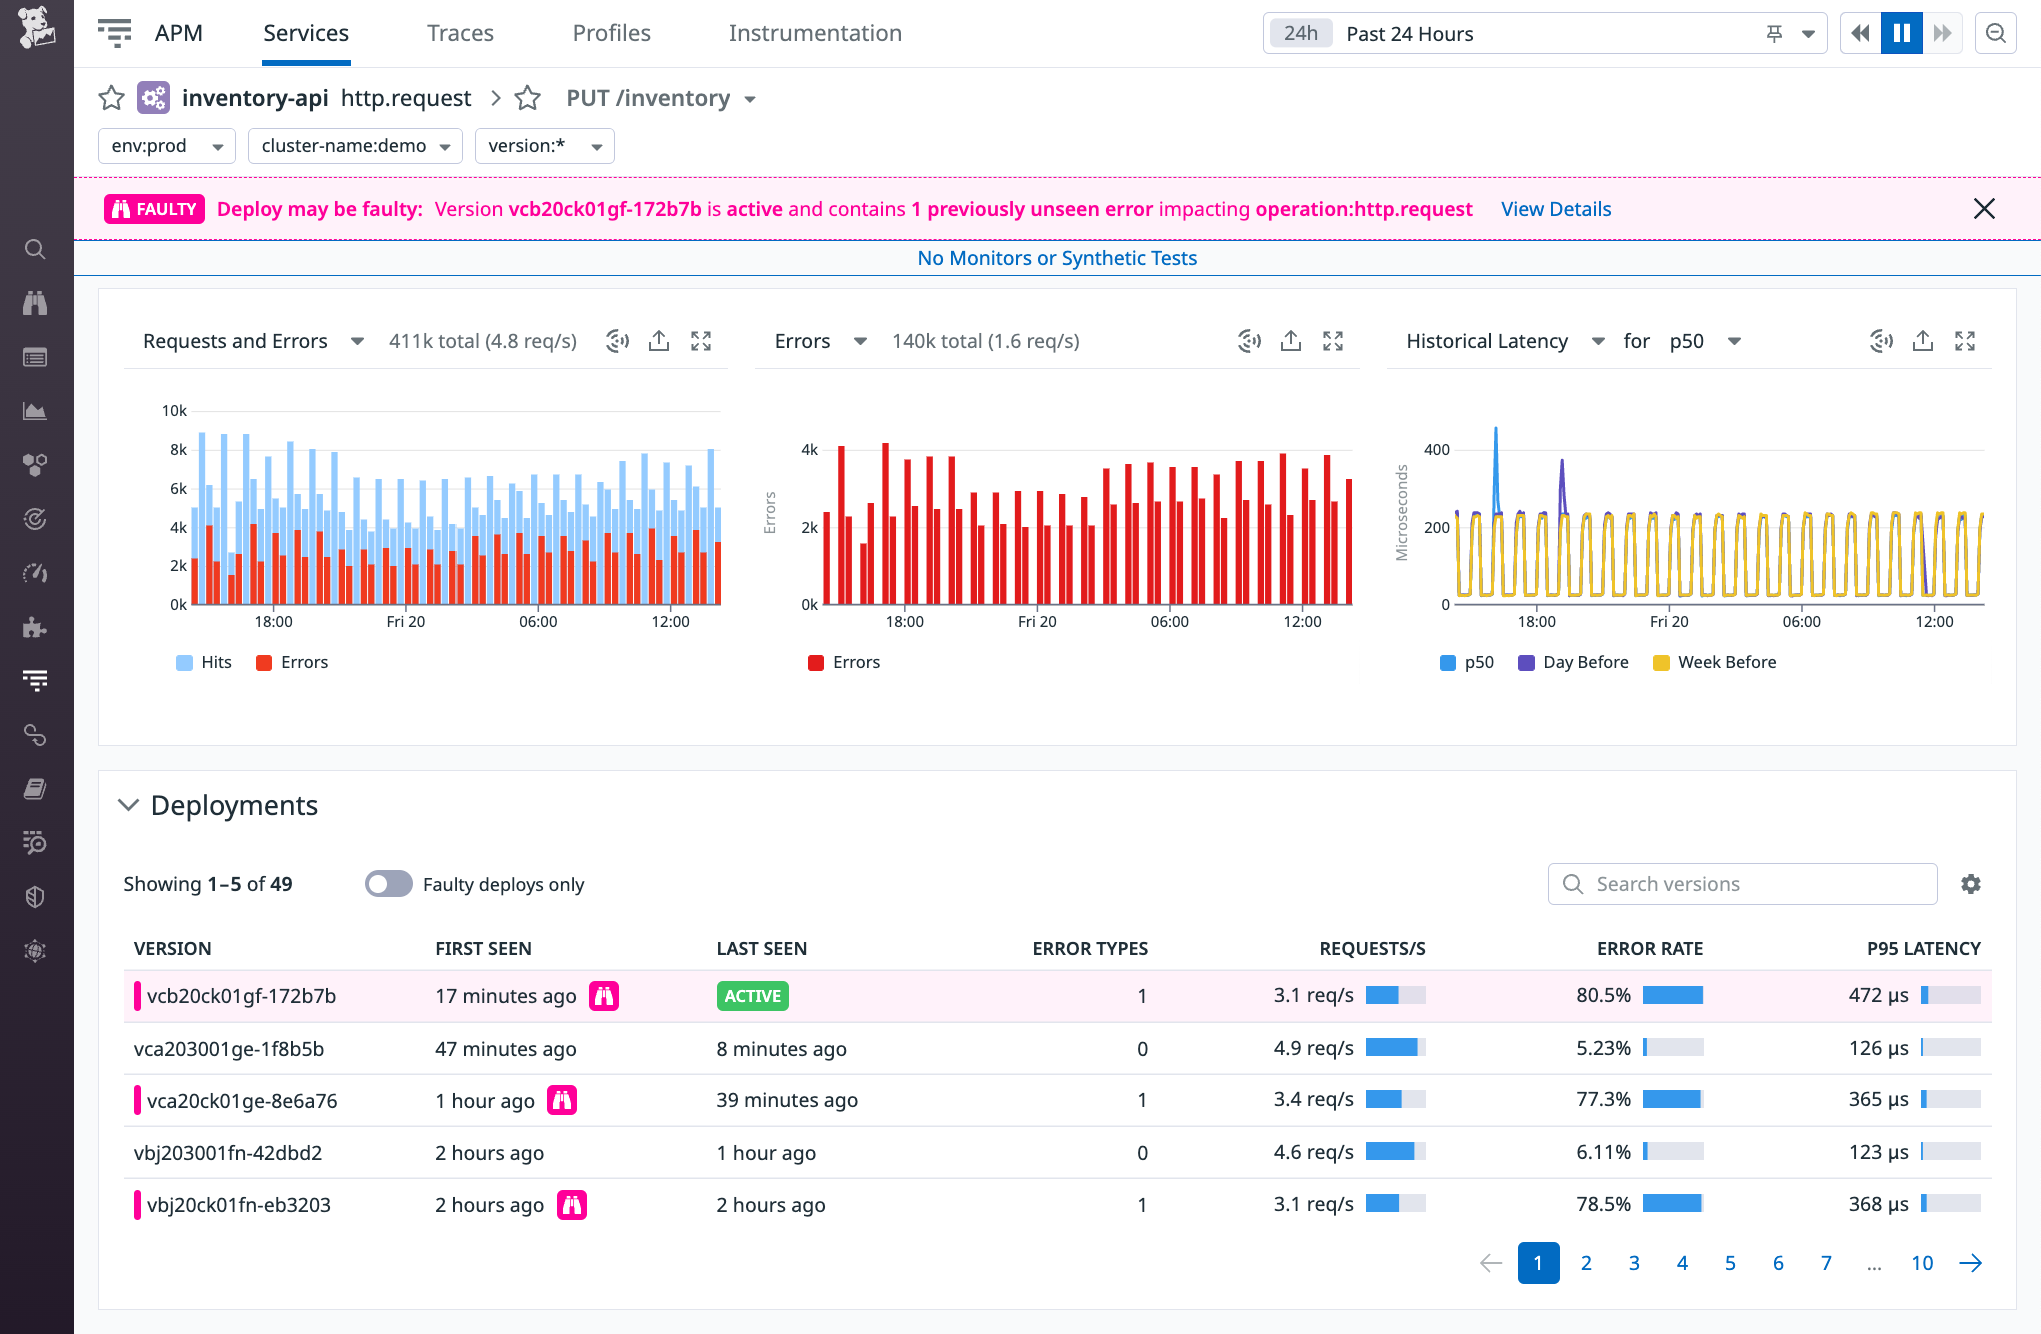 APM Services Traces Profiles Instrumentation 24h Past 24 Hours
inventory-api http.request PUT /inventory
env:prod cluster-name:demo version:*
FAULTY Deploy may be faulty: Version vcb20ck01gf-172b7b is active and contains 1 previously unseen error impacting operation:http.request View Details
No Monitors or Synthetic Tests
Requests and Errors 411k total (4.8 req/s)
10k
8k
6k
4k
2k
0k
18:00 Fri 20 06:00 12:00
Hits Errors
Errors 140k total (1.6 req/s)
Errors
4k
2k
0k
18:00 Fri 20 06:00 12:00
Errors
Historical Latency for p50
Microseconds
400
200
0
18:00 Fri 20 06:00 12:00
p50 Day Before Week Before
Deployments
Showing 1–5 of 49 Faulty deploys only Search versions
VERSION FIRST SEEN LAST SEEN ERROR TYPES REQUESTS/S ERROR RATE P95 LATENCY
vcb20ck01gf-172b7b 17 minutes ago ACTIVE 1 3.1 req/s 80.5% 472 µs
vca203001ge-1f8b5b 47 minutes ago 8 minutes ago 0 4.9 req/s 5.23% 126 µs
vca20ck01ge-8e6a76 1 hour ago 39 minutes ago 1 3.4 req/s 77.3% 365 µs
vbj203001fn-42dbd2 2 hours ago 1 hour ago 0 4.6 req/s 6.11% 123 µs
vbj20ck01fn-eb3203 2 hours ago 2 hours ago 1 3.1 req/s 78.5% 368 µs
1 2 3 4 5 6 7 ... 10